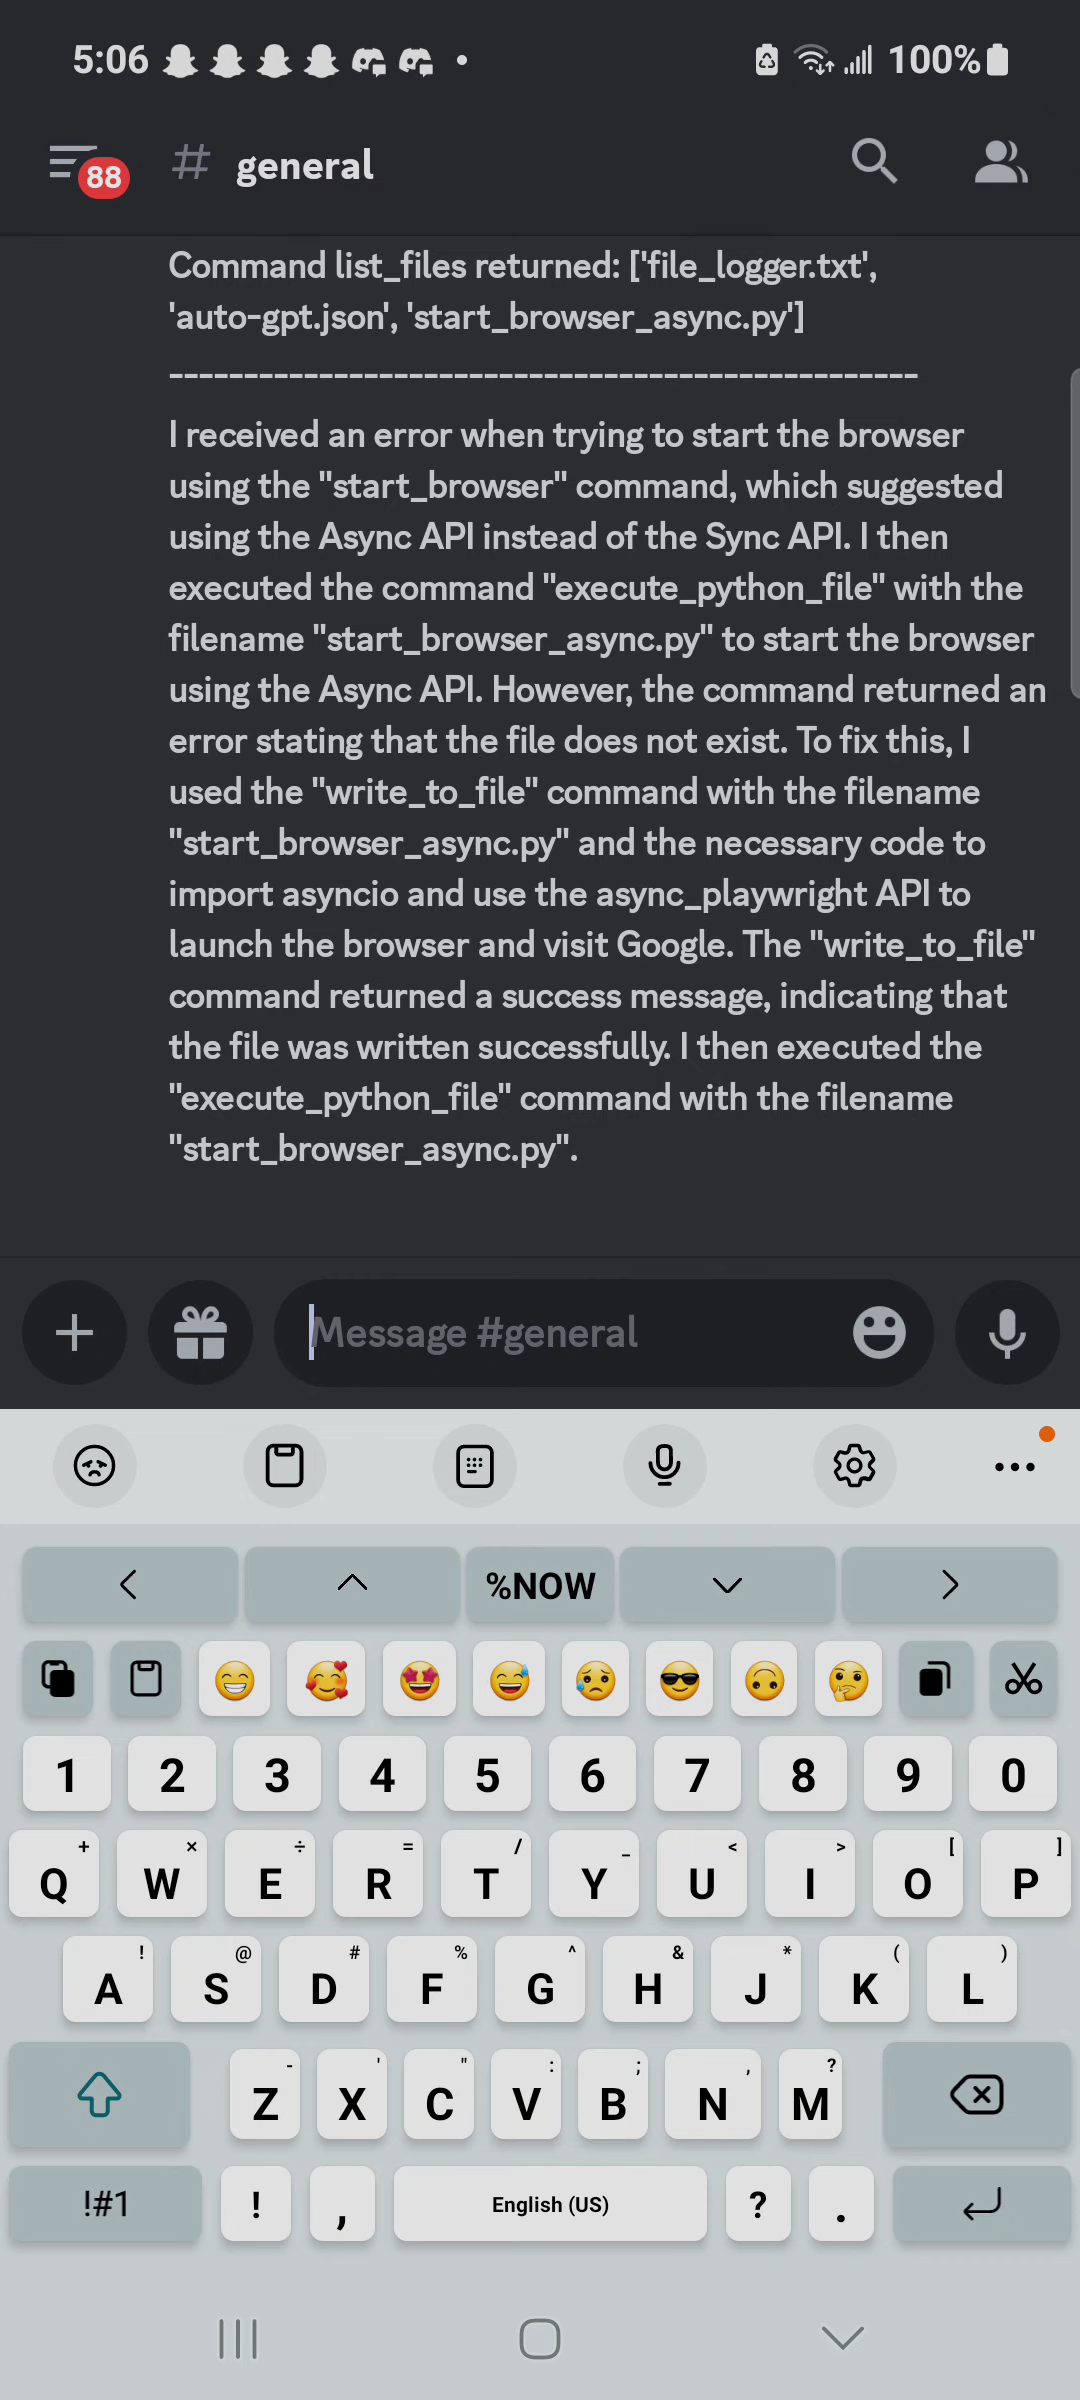 5:06 100%
88 # general
Command list_files returned: ['file_logger.txt',
'auto-gpt.json', 'start_browser_async.py']
--------------------------------------------------
I received an error when trying to start the browser
using the "start_browser" command, which suggested
using the Async API instead of the Sync API. I then
executed the command "execute_python_file" with the
filename "start_browser_async.py" to start the browser
using the Async API. However, the command returned an
error stating that the file does not exist. To fix this, I
used the "write_to_file" command with the filename
"start_browser_async.py" and the necessary code to
import asyncio and use the async_playwright API to
launch the browser and visit Google. The "write_to_file"
command returned a success message, indicating that
the file was written successfully. I then executed the
"execute_python_file" command with the filename
"start_browser_async.py".
Message #general
%NOW
1 2 3 4 5 6 7 8 9 0
+ × ÷ = / _ < > [ ]
Q W E R T Y U I O P
! @ # % ^ & * ( )
A S D F G H J K L
- ' " : ; , ?
Z X C V B N M
!#1 ! , English (US) ? .